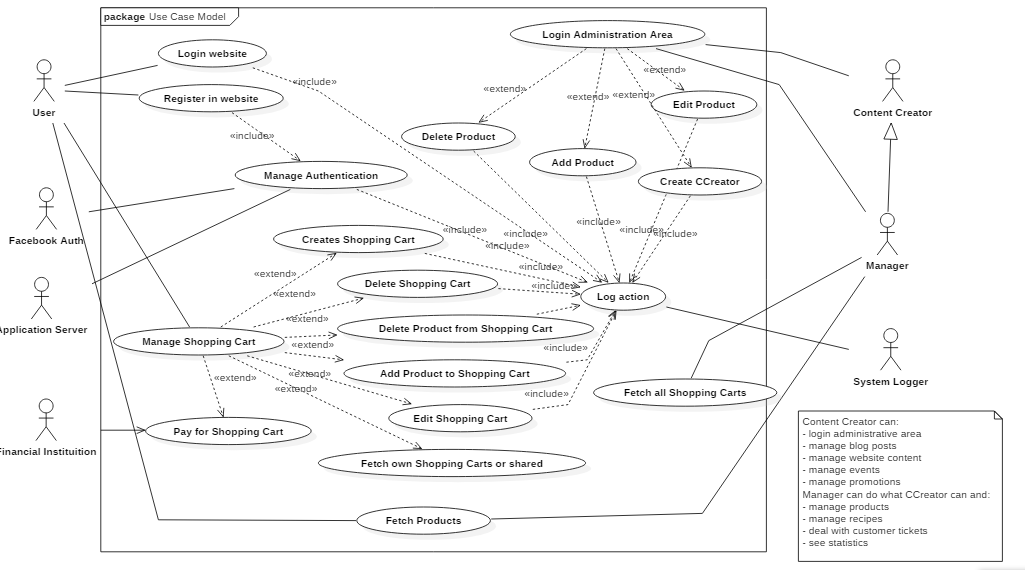 package Use Case Model
Login website
Login Administration Area
«include»
«extend»
«extend»
«extend»
«extend»
Register in website
Edit Product
User
Content Creator
«include»
Delete Product
Add Product
Manage Authentication
Create CCreator
Facebook Auth
«include»
«include»
«include»
«include»
«include»
Creates Shopping Cart
«include»
Manager
«extend»
«include»
Delete Shopping Cart
«include»
«extend»
Log action
Application Server
«extend»
Delete Product from Shopping Cart
Manage Shopping Cart
«extend»
«include»
«extend»
«extend»
Add Product to Shopping Cart
System Logger
«extend»
«include»
Fetch all Shopping Carts
Edit Shopping Cart
Pay for Shopping Cart
Financial Instituition
Fetch own Shopping Carts or shared
Fetch Products
Content Creator can:
- login administrative area
- manage blog posts
- manage website content
- manage events
- manage promotions
Manager can do what CCreator can and:
- manage products
- manage recipes
- deal with customer tickets
- see statistics